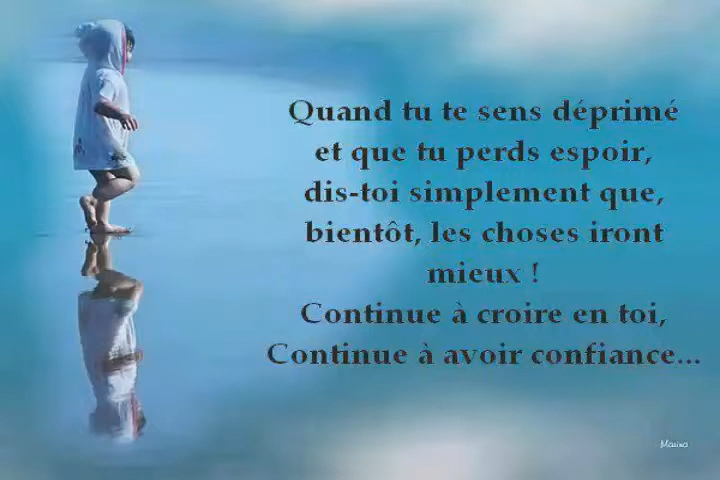 Quand tu te sens déprimé
et que tu perds espoir,
dis-toi simplement que,
bientôt, les choses iront
mieux !
Continue à croire en toi,
Continue à avoir confiance...